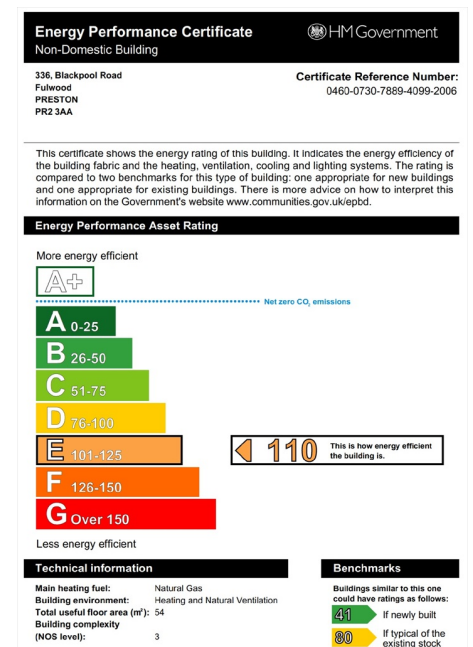 Energy Performance Certificate
HM Government
Non-Domestic Building
336, Blackpool Road
Fulwood
PRESTON
PR2 3AA
Certificate Reference Number:
0460-0730-7889-4099-2006
This certificate shows the energy rating of this building. It indicates the energy efficiency of
the building fabric and the heating, ventilation, cooling and lighting systems. The rating is
compared to two benchmarks for this type of building: one appropriate for new buildings
and one appropriate for existing buildings. There is more advice on how to interpret this
information on the Government's website www.communities.gov.uk/epbd.
Energy Performance Asset Rating
More energy efficient
A+
Net zero CO₂ emissions
A 0-25
B 26-50
C 51-75
D 76-100
E 101-125
110
This is how energy efficient
the building is.
F 126-150
G Over 150
Less energy efficient
Technical information
Main heating fuel: Natural Gas
Building environment: Heating and Natural Ventilation
Total useful floor area (m²): 54
Building complexity
(NOS level): 3
Benchmarks
Buildings similar to this one
could have ratings as follows:
41 If newly built
80 If typical of the
existing stock